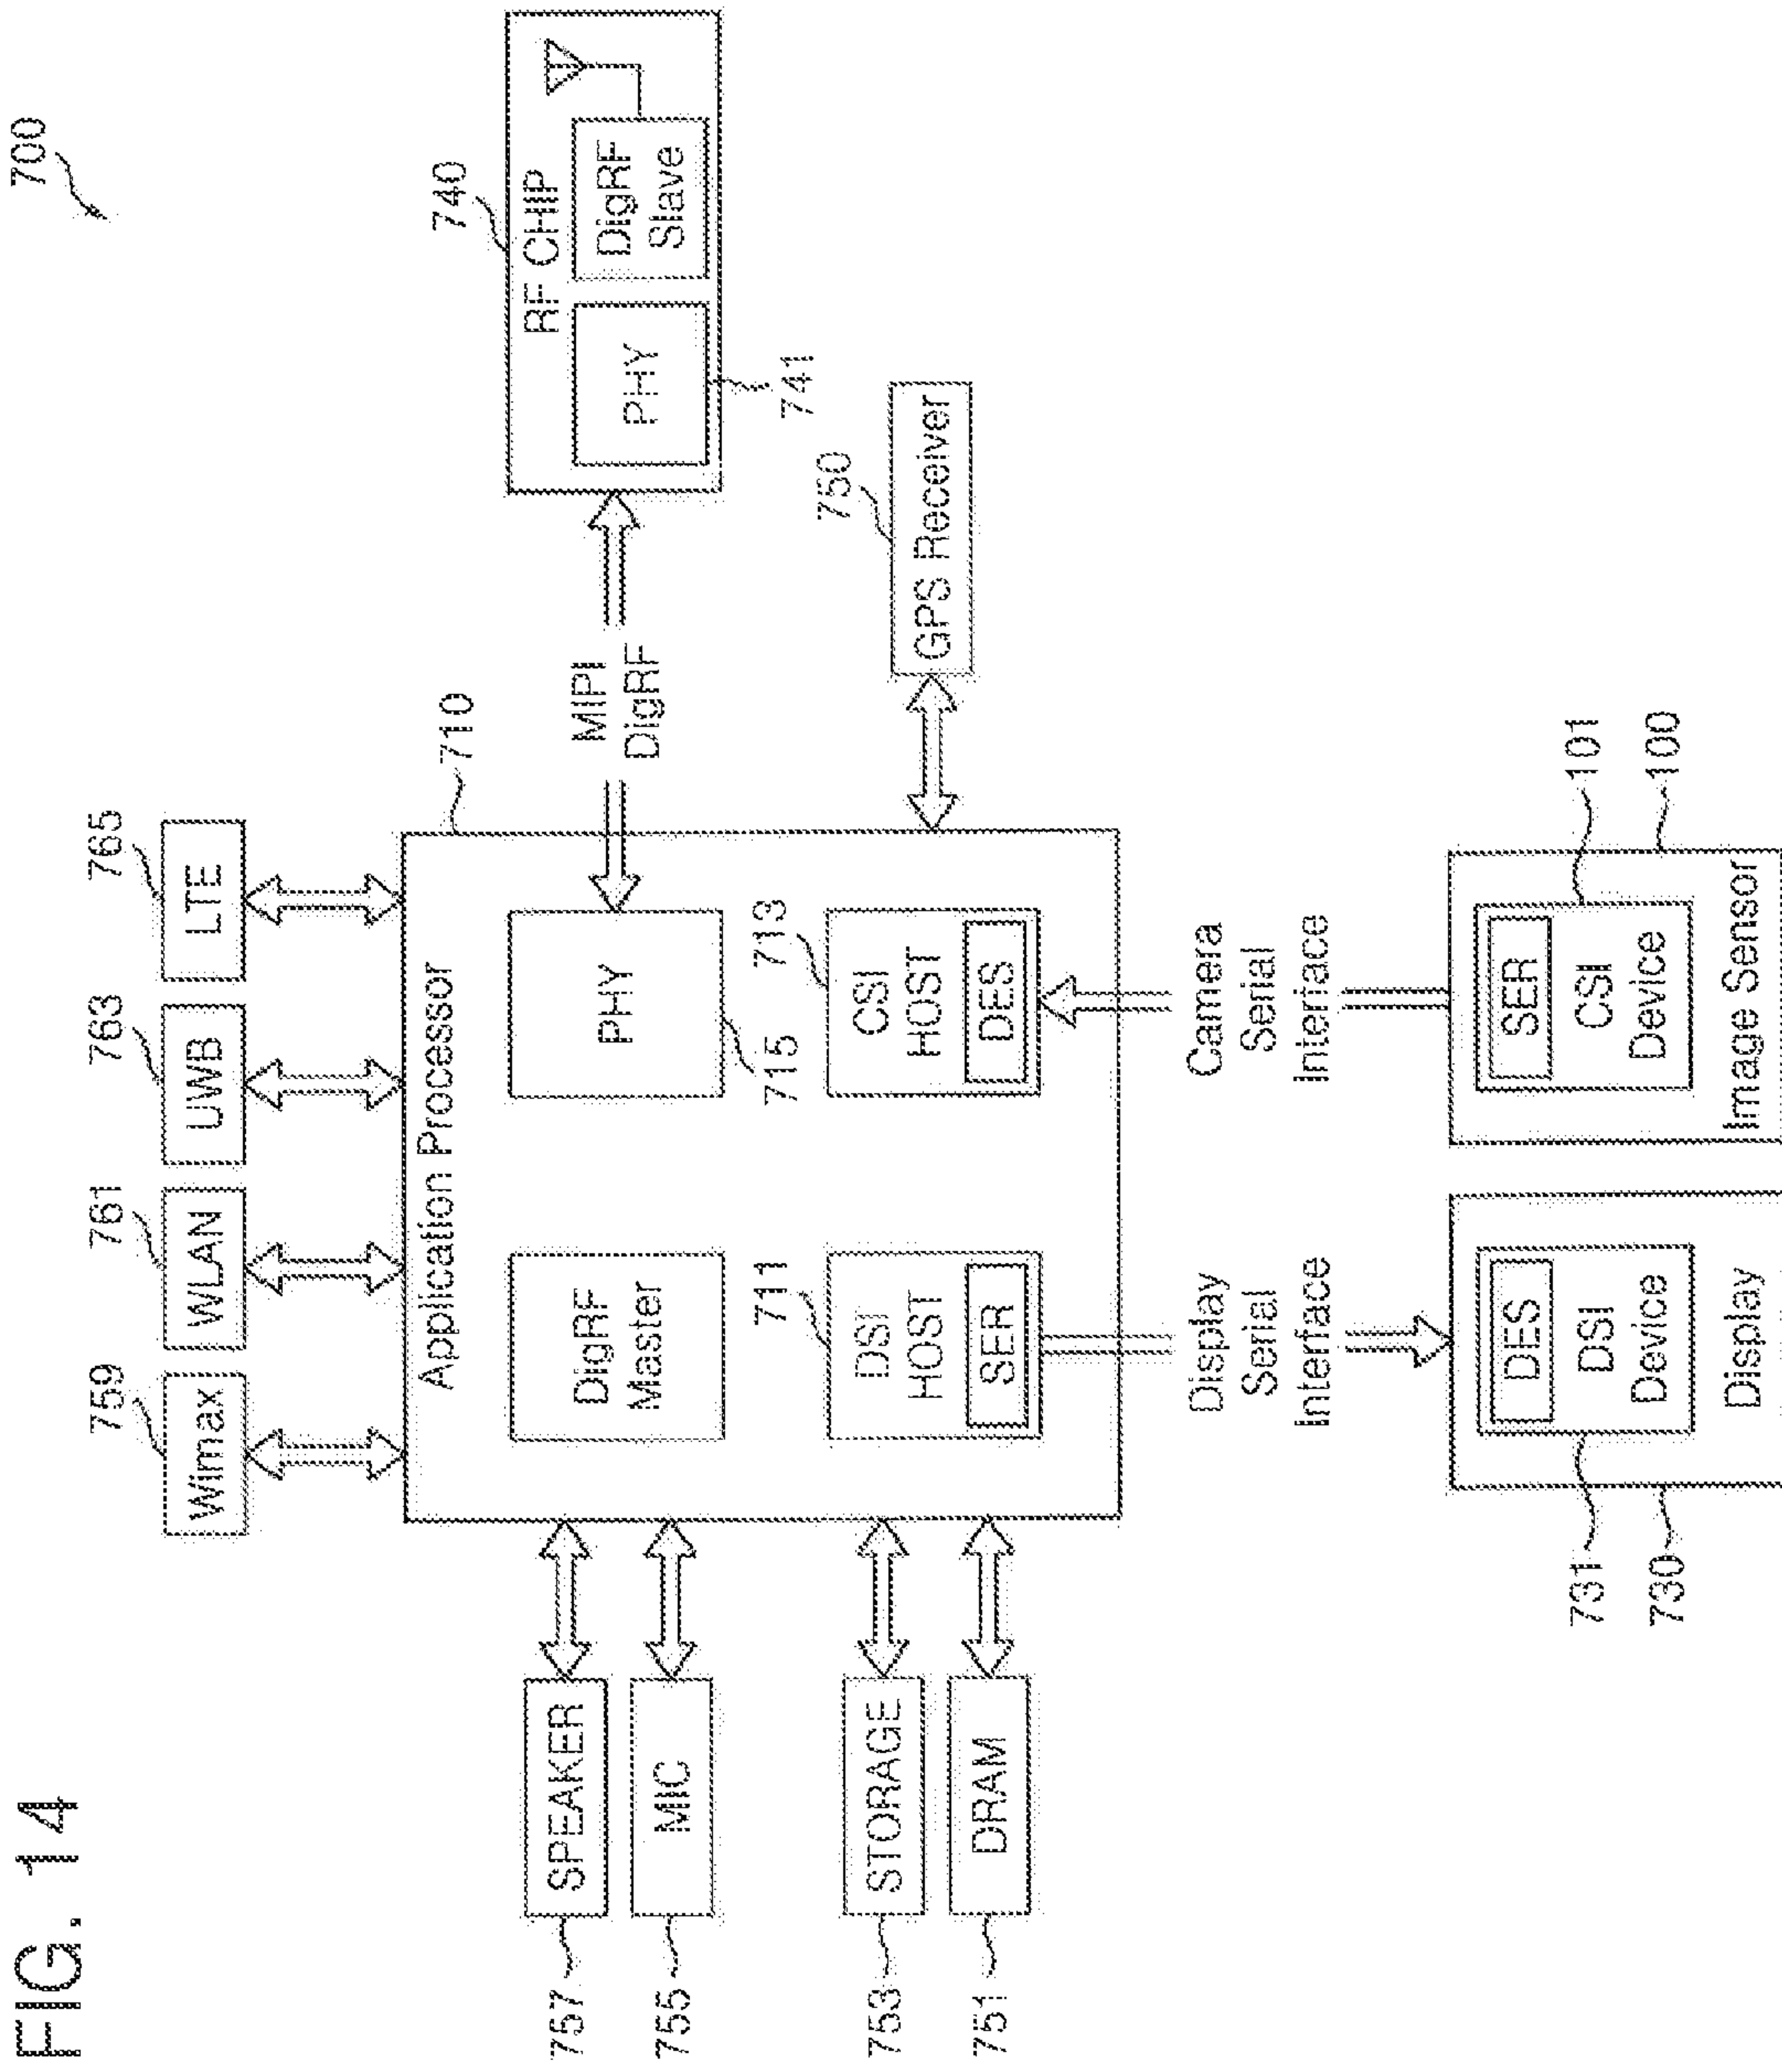 FIG. 14
700
759
761
763
765
Wimax
WLAN
UWB
LTE
710
Application Processor
740
RF CHIP
PHY
DigRF
Slave
741
MIPI
DigRF
757
SPEAKER
755
MIC
DigRF
Master
PHY
715
750
GPS Receiver
753
STORAGE
751
DRAM
711
DSI
HOST
SER
713
CSI
HOST
DES
Display
Serial
Interface
Camera
Serial
Interface
731
730
DES
DSI
Device
Display
101
100
SER
CSI
Device
Image Sensor